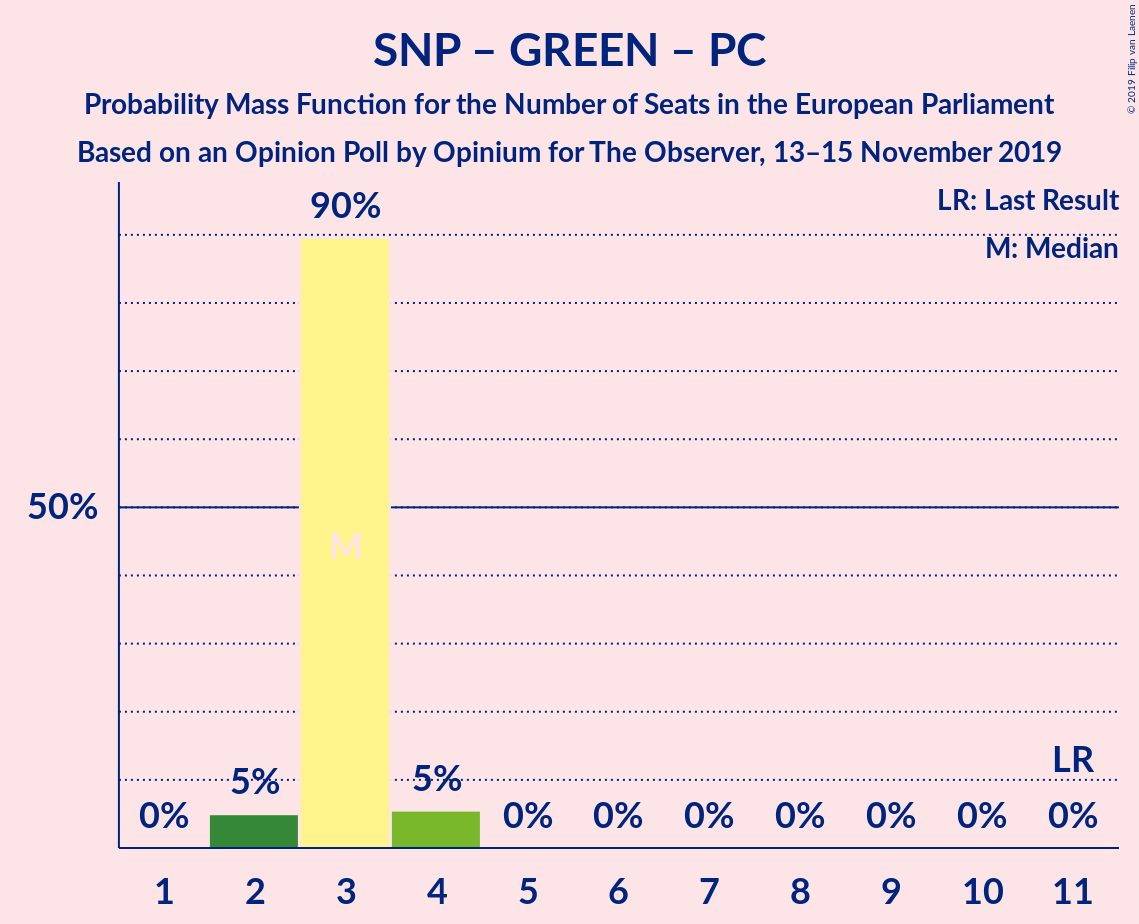 SNP – GREEN – PC
Probability Mass Function for the Number of Seats in the European Parliament
Based on an Opinion Poll by Opinium for The Observer, 13–15 November 2019
© 2019 Filip van Laenen
LR: Last Result
M: Median
90%
50%
M
5%
5%
LR
0%
0%
0%
0%
0%
0%
0%
0%
1 2 3 4 5 6 7 8 9 10 11